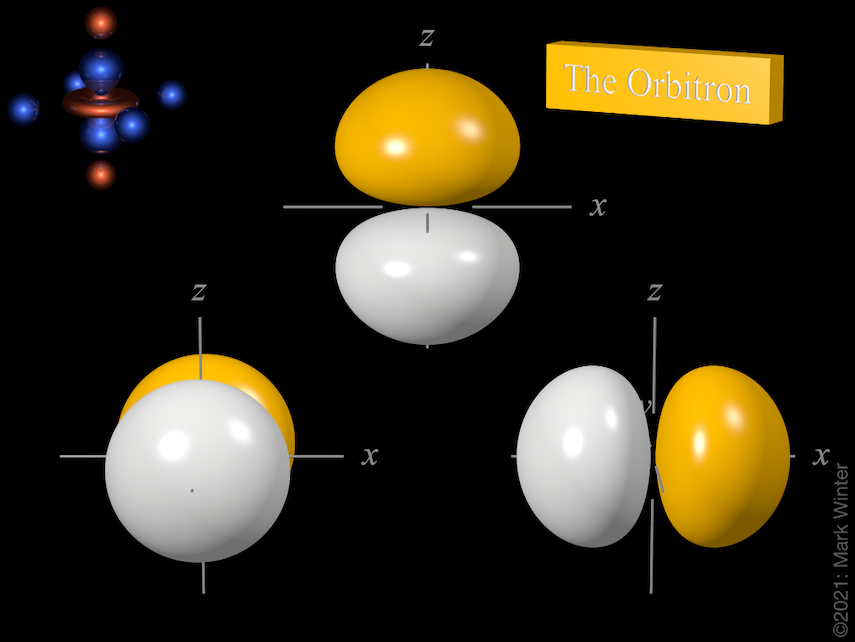 z
The Orbitron
x
z
z
y
x
x
©2021: Mark Winter